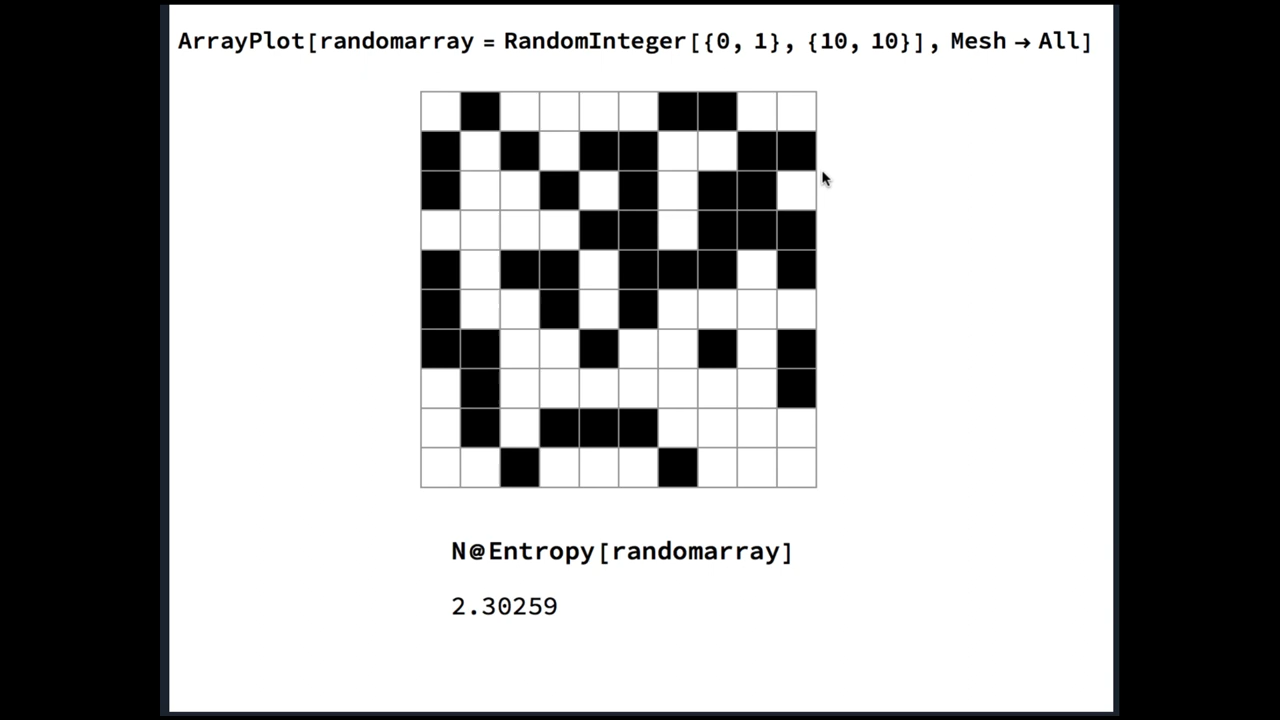 ArrayPlot[randomarray = RandomInteger[{0, 1}, {10, 10}], Mesh → All]
N@Entropy[randomarray]
2.30259